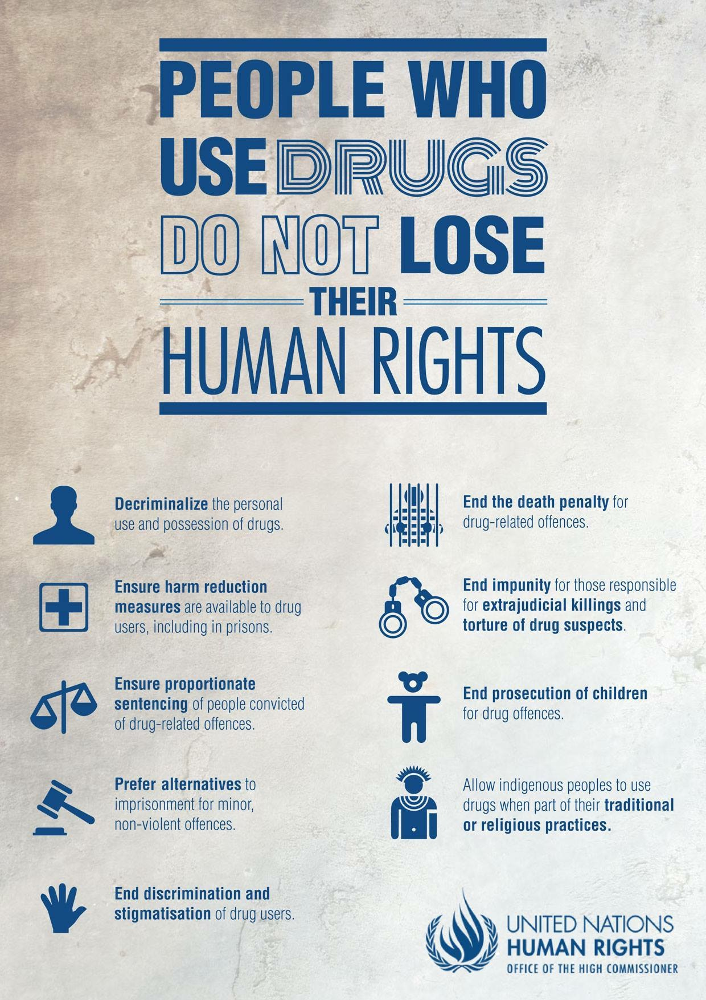 PEOPLE WHO
USE DRUGS
DO NOT LOSE
THEIR
HUMAN RIGHTS
Decriminalize the personal
use and possession of drugs.
Ensure harm reduction
measures are available to drug
users, including in prisons.
Ensure proportionate
sentencing of people convicted
of drug-related offences.
Prefer alternatives to
imprisonment for minor,
non-violent offences.
End discrimination and
stigmatisation of drug users.
End the death penalty for
drug-related offences.
End impunity for those responsible
for extrajudicial killings and
torture of drug suspects.
End prosecution of children
for drug offences.
Allow indigenous peoples to use
drugs when part of their traditional
or religious practices.
UNITED NATIONS
HUMAN RIGHTS
OFFICE OF THE HIGH COMMISSIONER